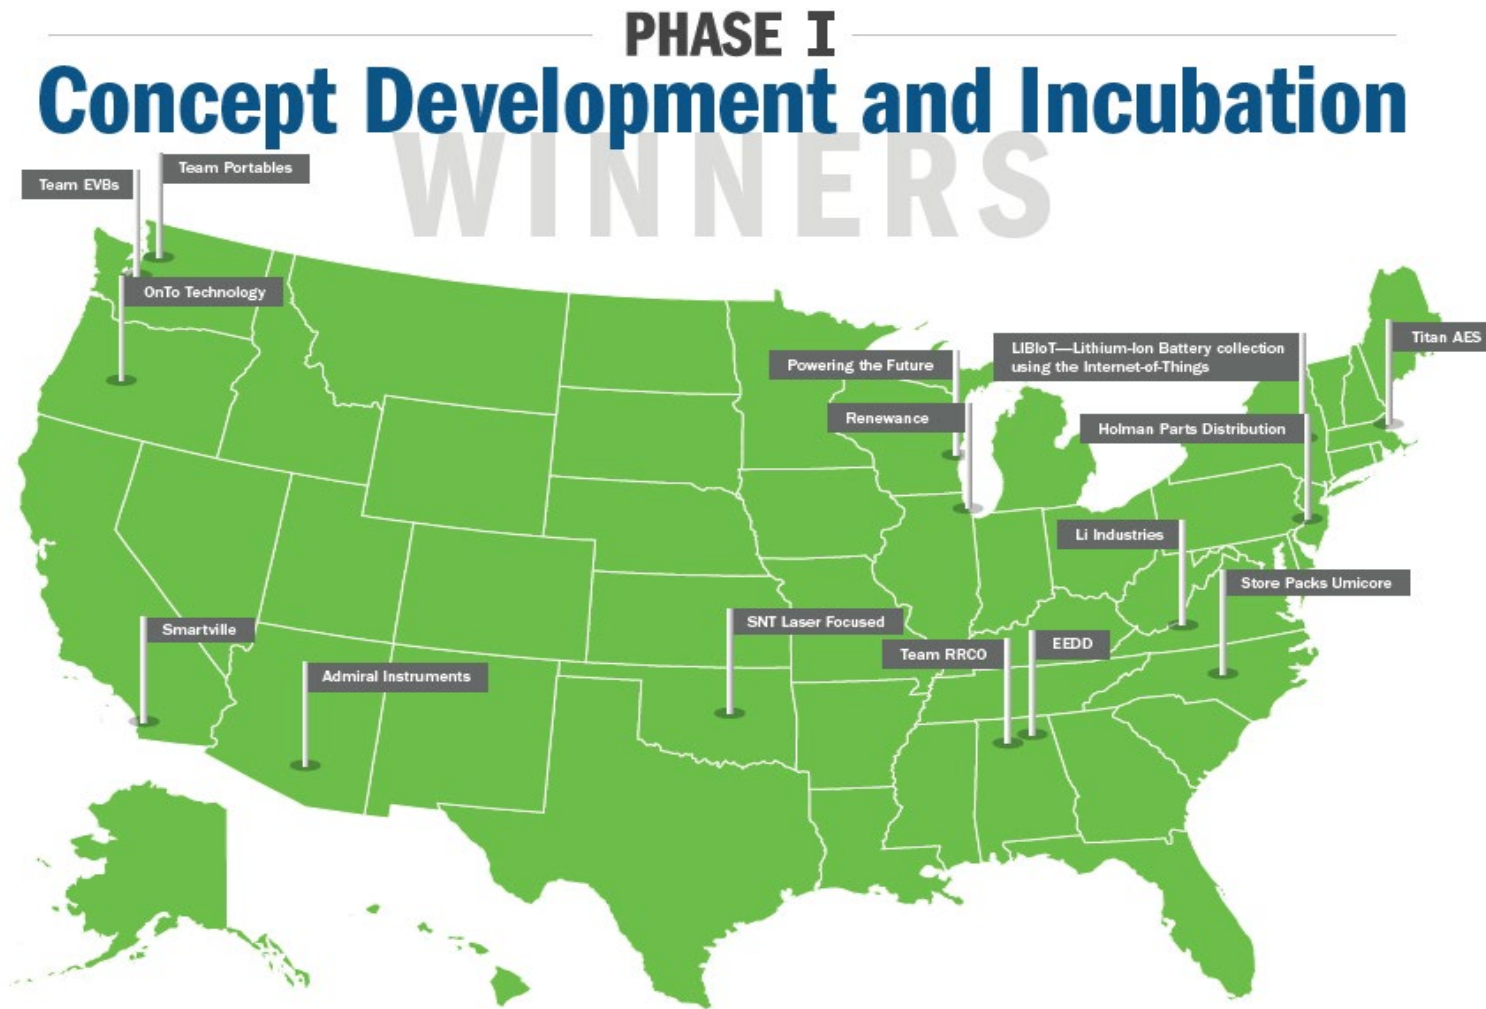 PHASE I
Concept Development and Incubation
WINNERS
Team Portables
Team EVBs
OnTo Technology
Titan AES
LIBIoT—Lithium-Ion Battery collection
using the Internet-of-Things
Powering the Future
Renewance
Holman Parts Distribution
Li Industries
Store Packs Umicore
SNT Laser Focused
Smartville
EEDD
Team RRCO
Admiral Instruments